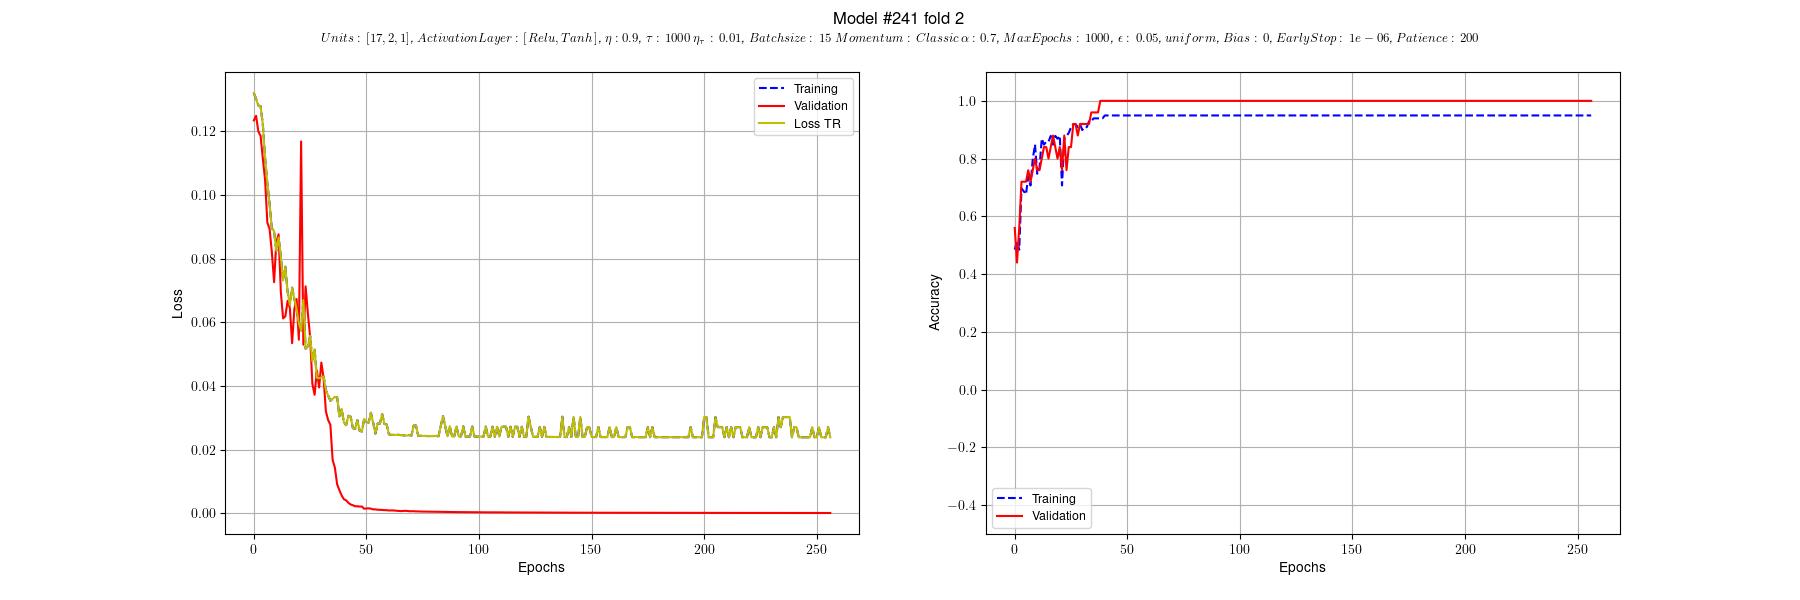 Model #241 fold 2
Units : [17, 2, 1], ActivationLayer : [Relu, Tanh], η : 0.9, τ : 1000 ητ : 0.01, Batchsize : 15 Momentum : Classic α : 0.7, MaxEpochs : 1000, ϵ : 0.05, uniform, Bias : 0, EarlyStop : 1e − 06, Patience : 200
Training
Validation
Loss TR
0.12
0.10
0.08
0.06
0.04
0.02
0.00
Loss
0
50
100
150
200
250
Epochs
1.0
0.8
0.6
0.4
0.2
0.0
−0.2
−0.4
Accuracy
Training
Validation
0
50
100
150
200
250
Epochs